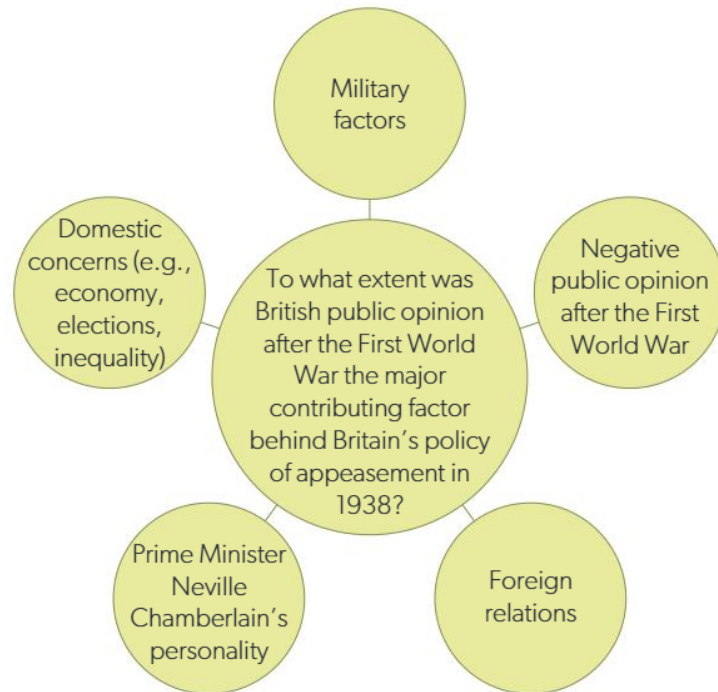 Military
factors
Domestic
concerns (e.g.,
economy,
elections,
inequality)
To what extent was
British public opinion
after the First World
War the major
contributing factor
behind Britain's policy
of appeasement in
1938?
Negative
public opinion
after the First
World War
Prime Minister
Neville
Chamberlain's
personality
Foreign
relations